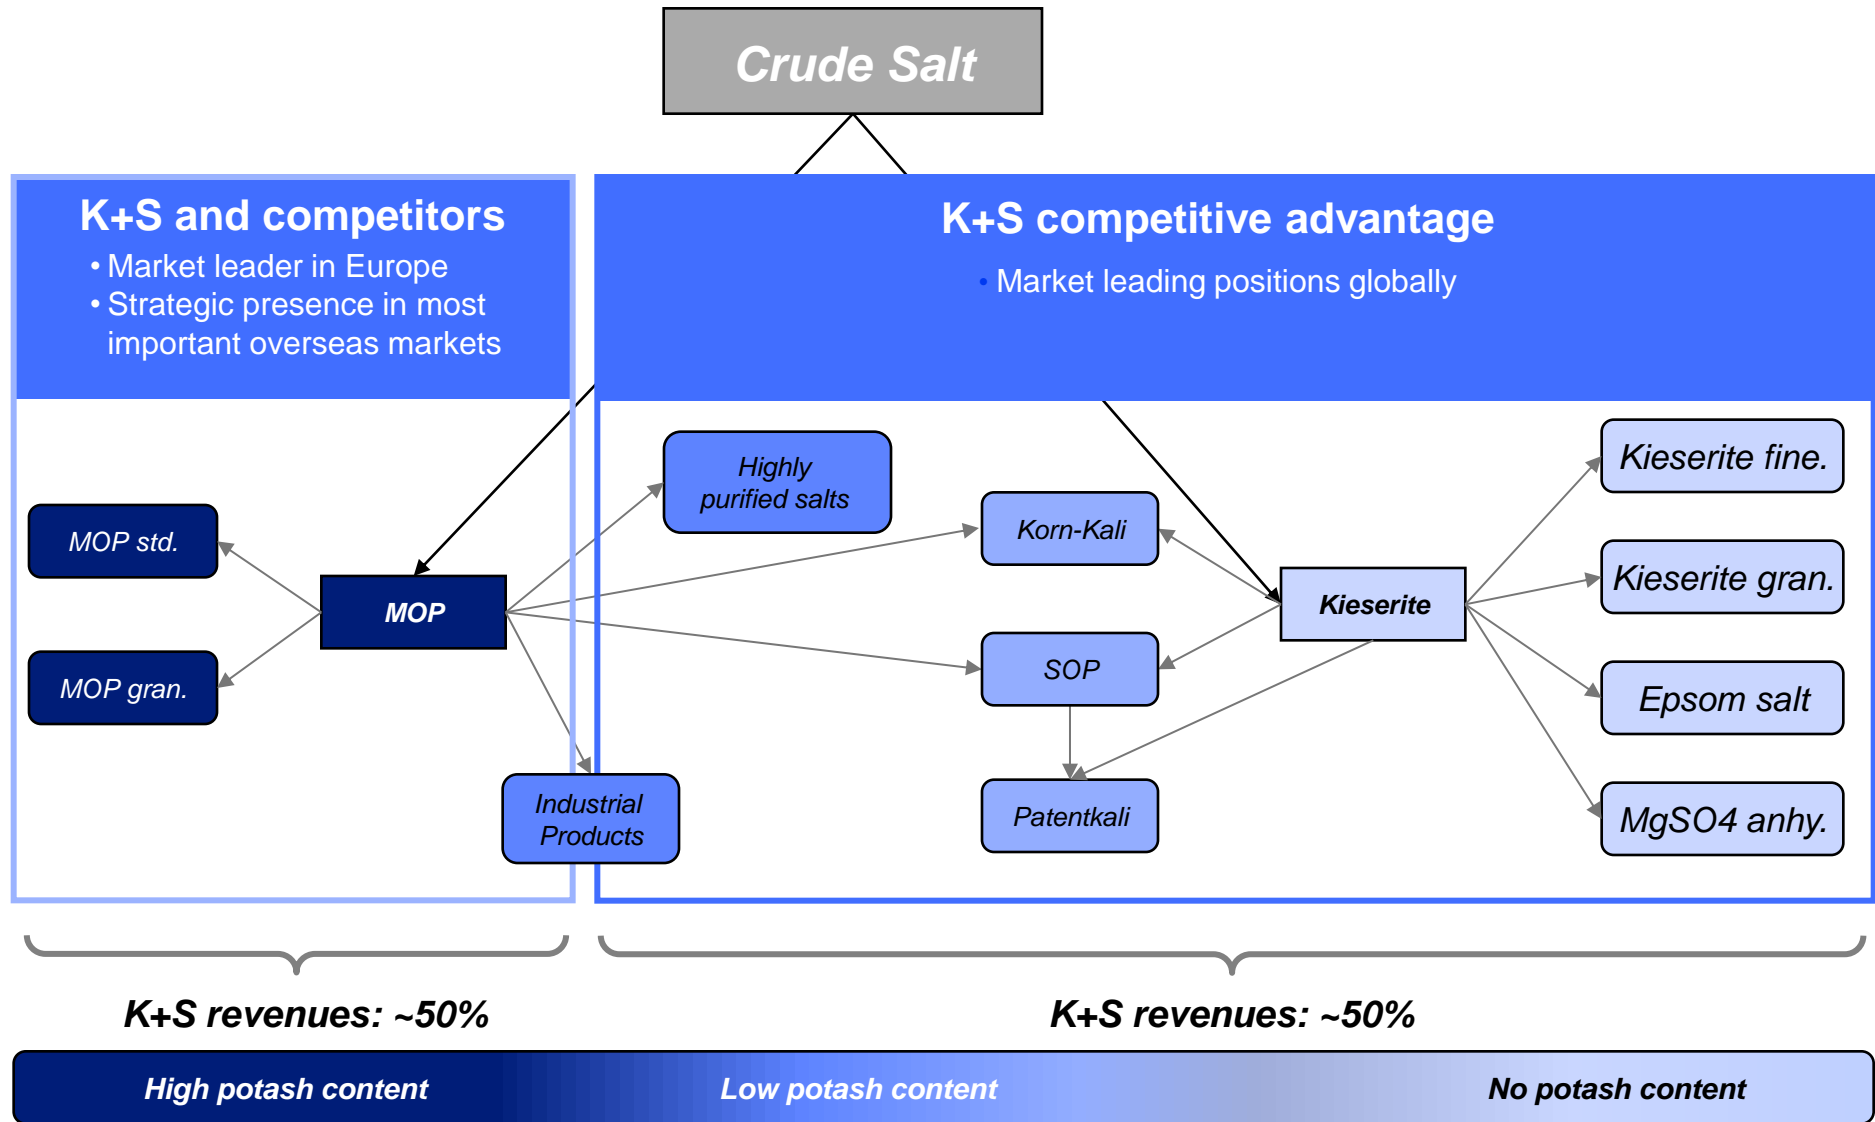 Crude Salt
K+S and competitors
• Market leader in Europe
• Strategic presence in most
important overseas markets
K+S competitive advantage
• Market leading positions globally
Highly
purified salts
Korn-Kali
Kieserite fine.
MOP std.
MOP
Kieserite
Kieserite gran.
MOP gran.
SOP
Epsom salt
Industrial
Products
Patentkali
MgSO4 anhy.
K+S revenues: ~50%
K+S revenues: ~50%
High potash content
Low potash content
No potash content